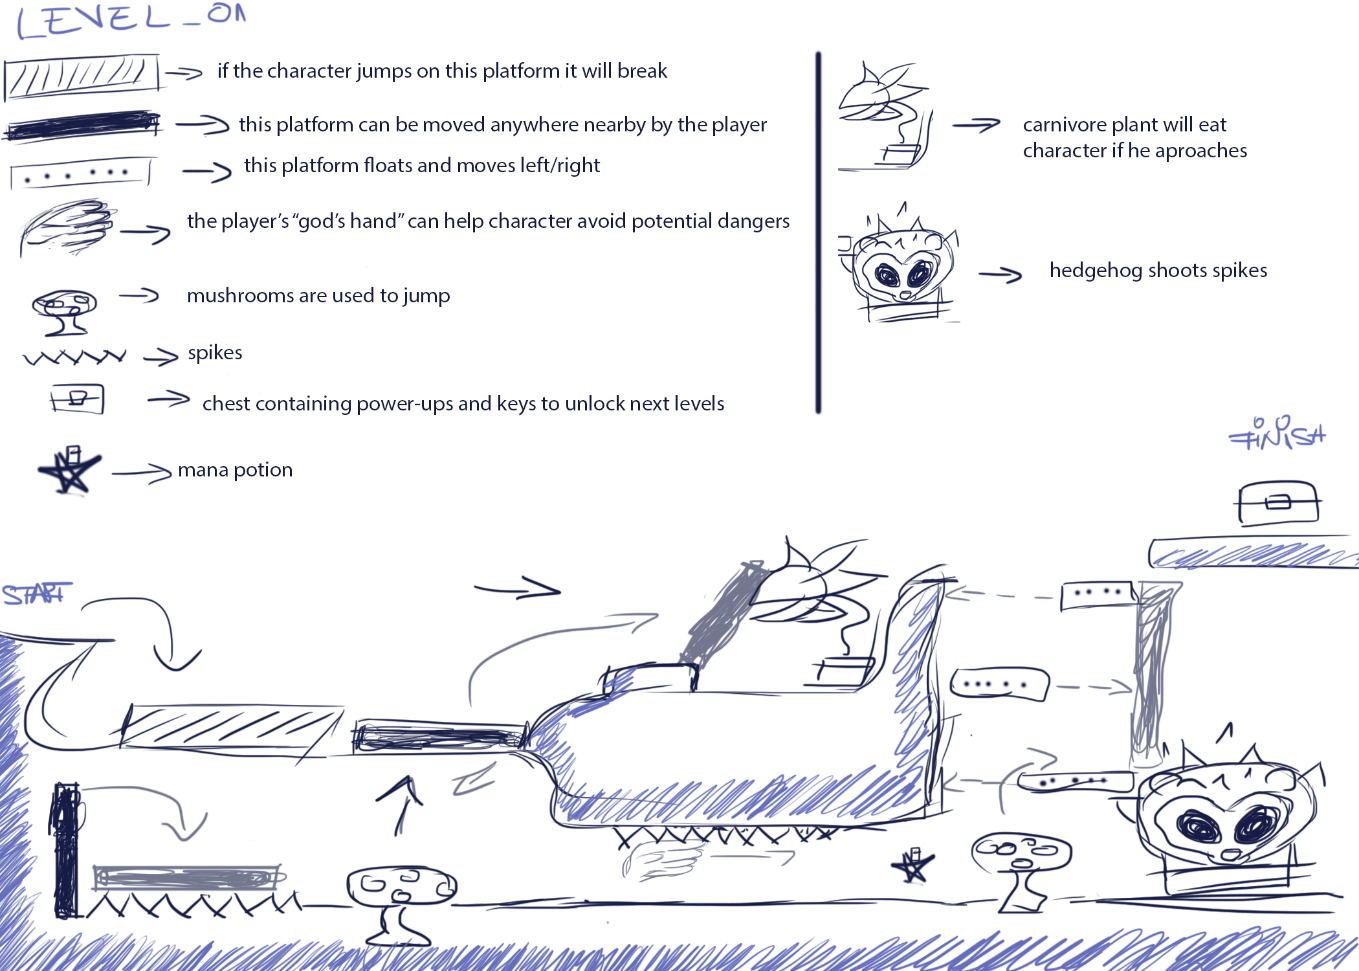 LEVEL_01
if the character jumps on this platform it will break
this platform can be moved anywhere nearby by the player
this platform floats and moves left/right
the player's “god's hand” can help character avoid potential dangers
mushrooms are used to jump
spikes
chest containing power-ups and keys to unlock next levels
mana potion
carnivore plant will eat
character if he aproaches
hedgehog shoots spikes
FINISH
START